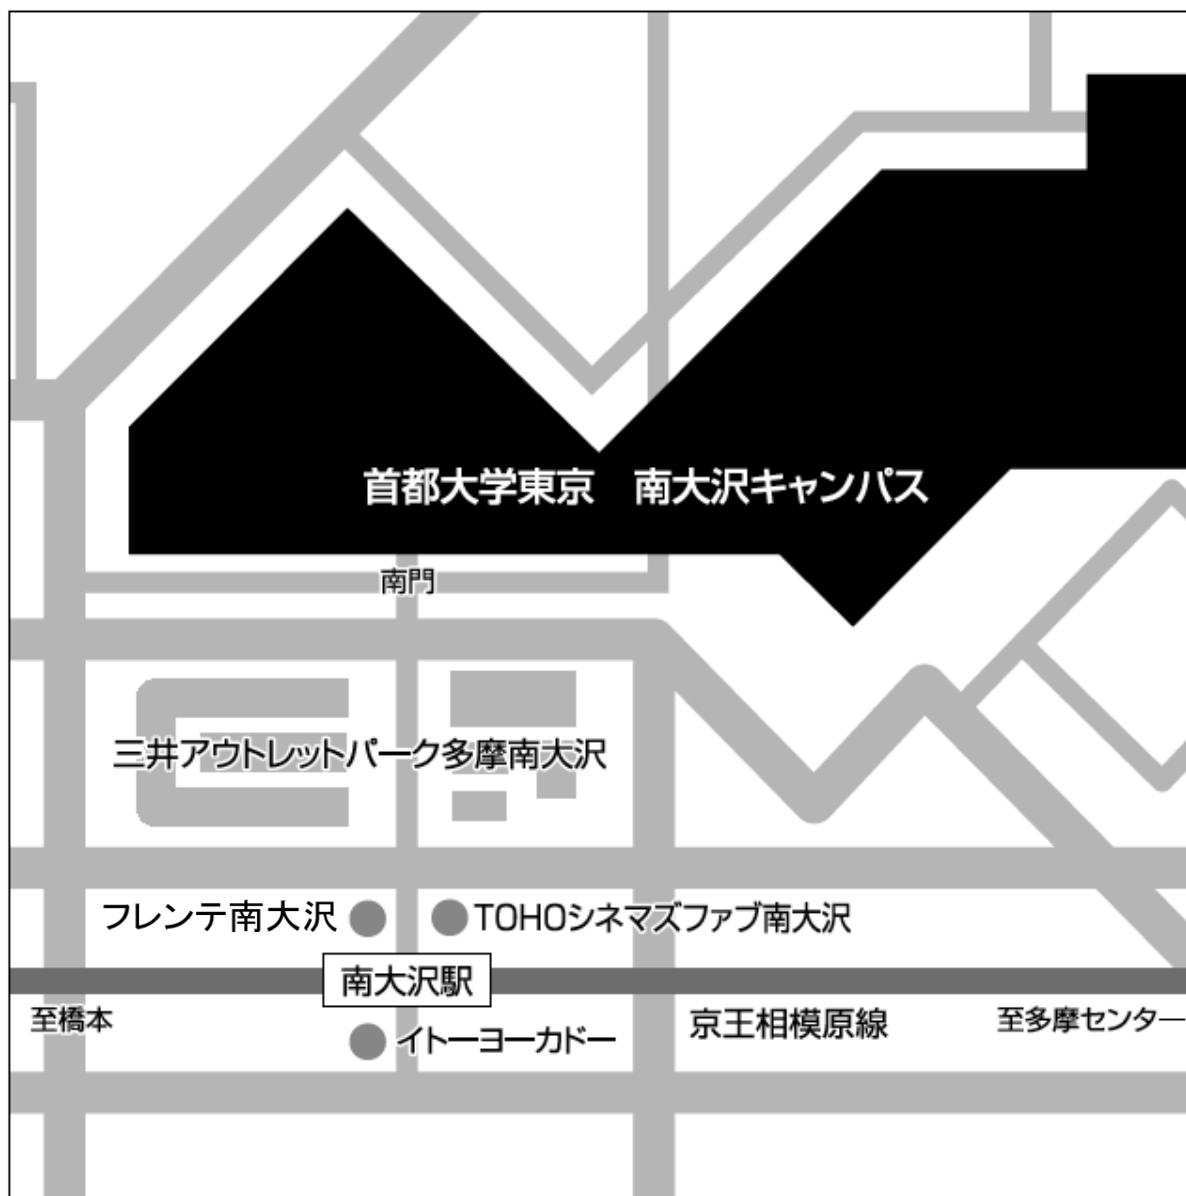 首都大学東京　南大沢キャンパス
南門
三井アウトレットパーク多摩南大沢
フレンテ南大沢
TOHOシネマズファブ南大沢
南大沢駅
至橋本
イトーヨーカドー
京王相模原線
至多摩センター